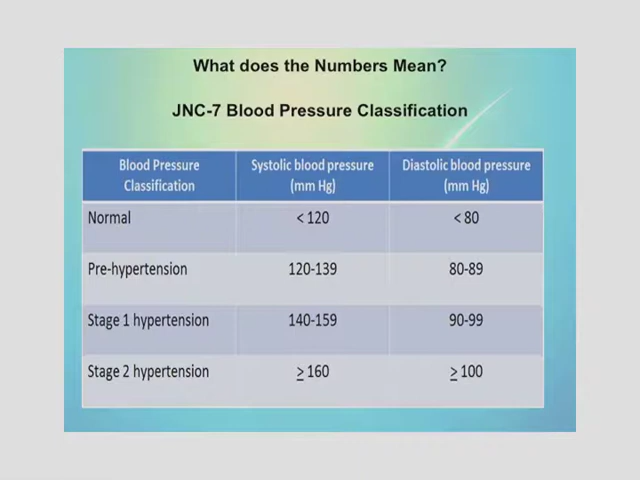 What does the Numbers Mean?
JNC-7 Blood Pressure Classification
Blood Pressure Classification Systolic blood pressure (mm Hg) Diastolic blood pressure (mm Hg)
Normal < 120 < 80
Pre-hypertension 120-139 80-89
Stage 1 hypertension 140-159 90-99
Stage 2 hypertension ≥ 160 ≥ 100